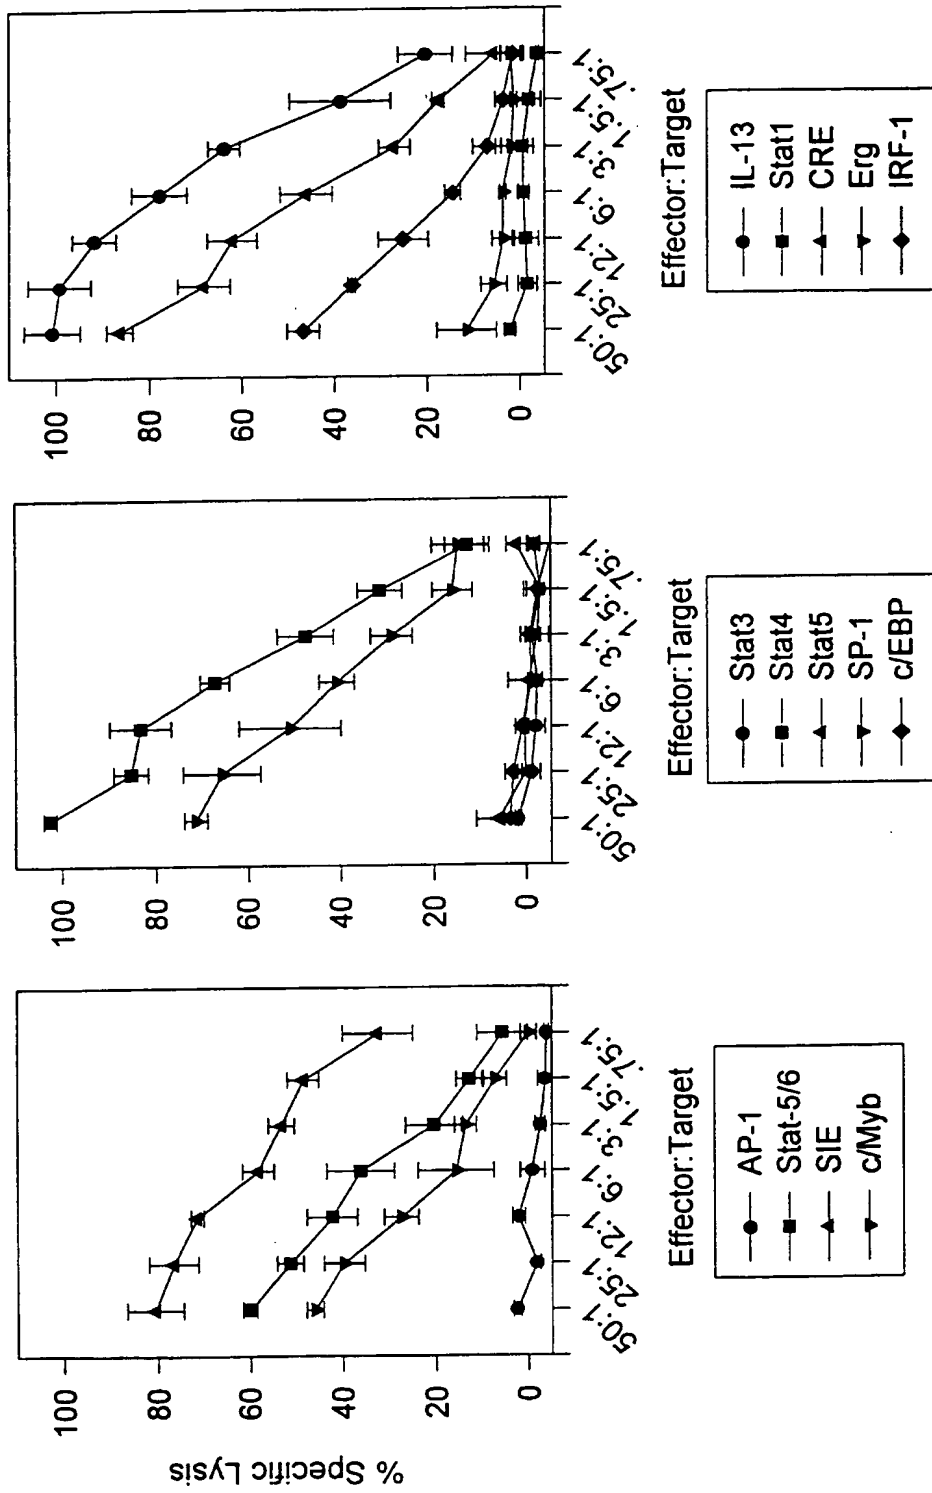 % Specific Lysis
100
80
60
40
20
0
50:1
25:1
12:1
6:1
3:1
1.5:1
.75:1
Effector:Target
AP-1
Stat-5/6
SIE
c/Myb
100
80
60
40
20
0
50:1
25:1
12:1
6:1
3:1
1.5:1
.75:1
Effector:Target
Stat3
Stat4
Stat5
SP-1
c/EBP
100
80
60
40
20
0
50:1
25:1
12:1
6:1
3:1
1.5:1
.75:1
Effector:Target
IL-13
Stat1
CRE
Erg
IRF-1